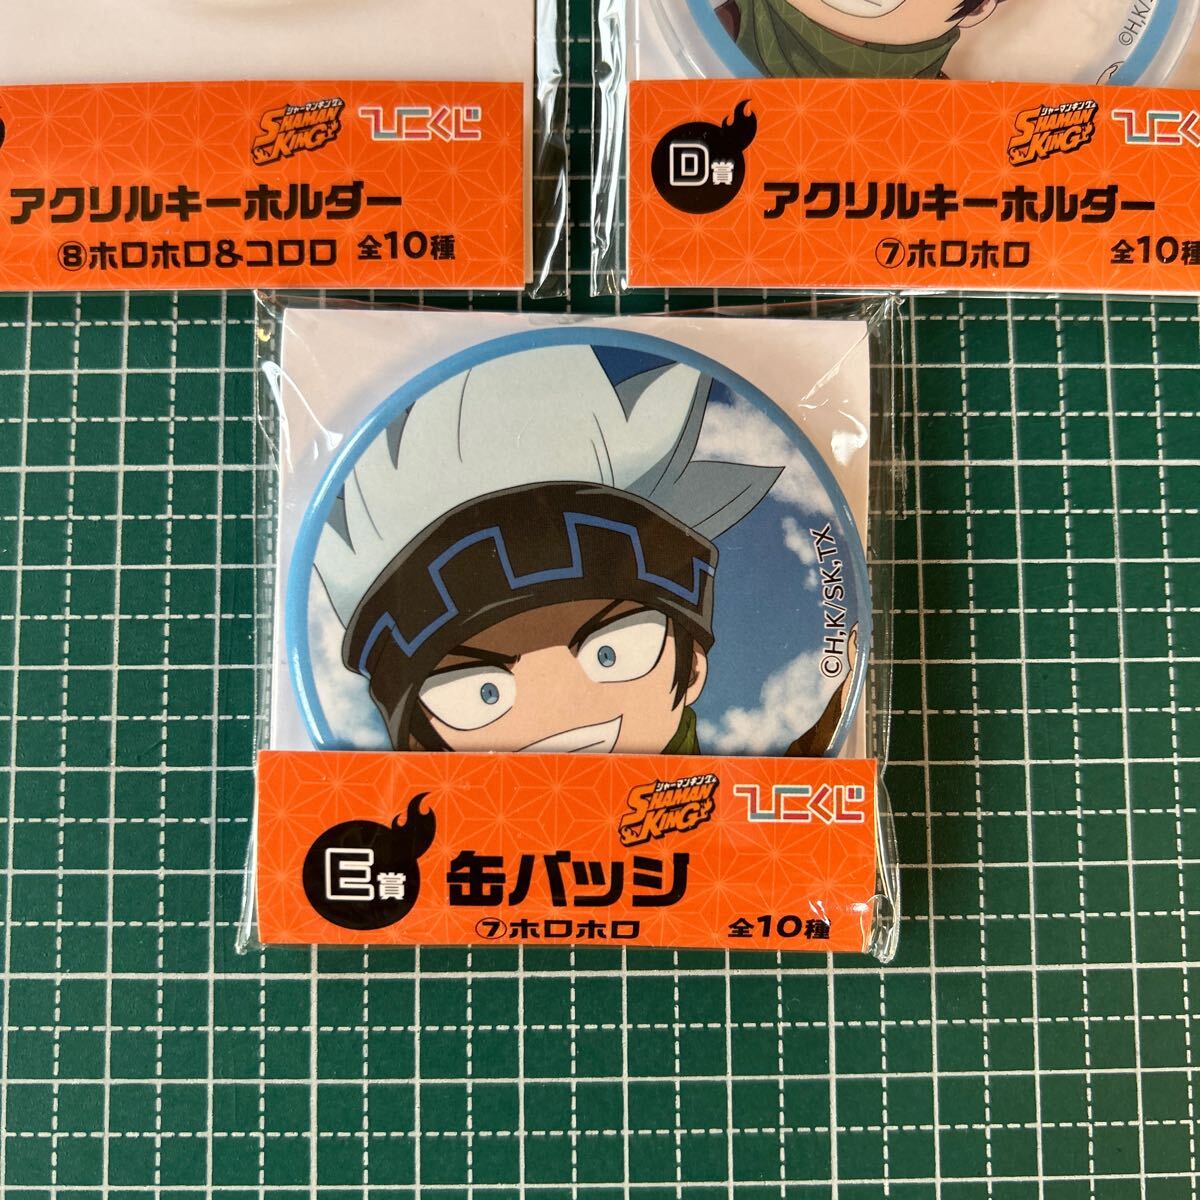 シャーマンキング
SHAMAN
KING
ひこくじ
アクリルキーホルダー
⑧ホロホロ&コロロ 全10種
©H,K/
D賞
シャーマンキング
SHAMAN
KING
ひこく
アクリルキーホルダー
⑦ホロホロ 全10種
©H,K/SK,TX
シャーマンキング
SHAMAN
KING
ひこくじ
E賞
缶バッジ
⑦ホロホロ 全10種